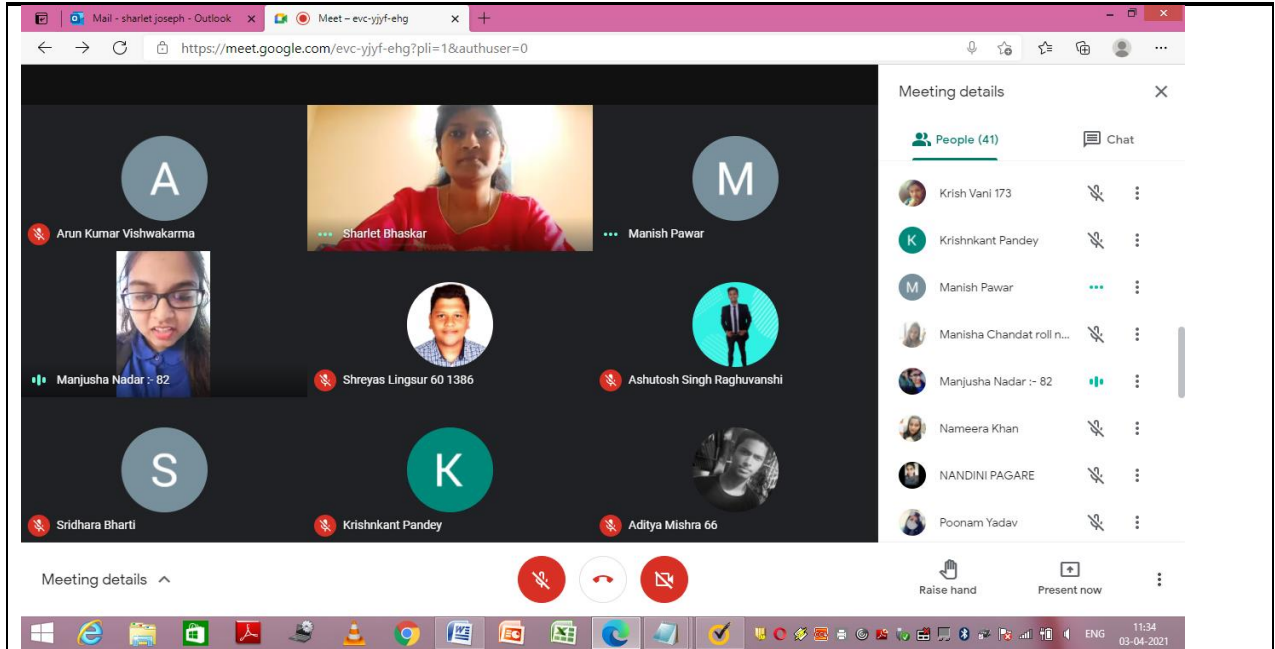 Mail - sharlet joseph - Outlook
Meet – evc-yjyf-ehg
https://meet.google.com/evc-yjyf-ehg?pli=1&authuser=0
Meeting details
People (41)
Chat
A
Arun Kumar Vishwakarma
Sharlet Bhaskar
M
Manish Pawar
Manjusha Nadar :- 82
Shreyas Lingsur 60 1386
Ashutosh Singh Raghuvanshi
S
Sridhara Bharti
K
Krishnkant Pandey
Aditya Mishra 66
Krish Vani 173
K
Krishnkant Pandey
M
Manish Pawar
Manisha Chandat roll n...
Manjusha Nadar :- 82
Nameera Khan
NANDINI PAGARE
Poonam Yadav
Meeting details
Raise hand
Present now
ENG
11:34
03-04-2021